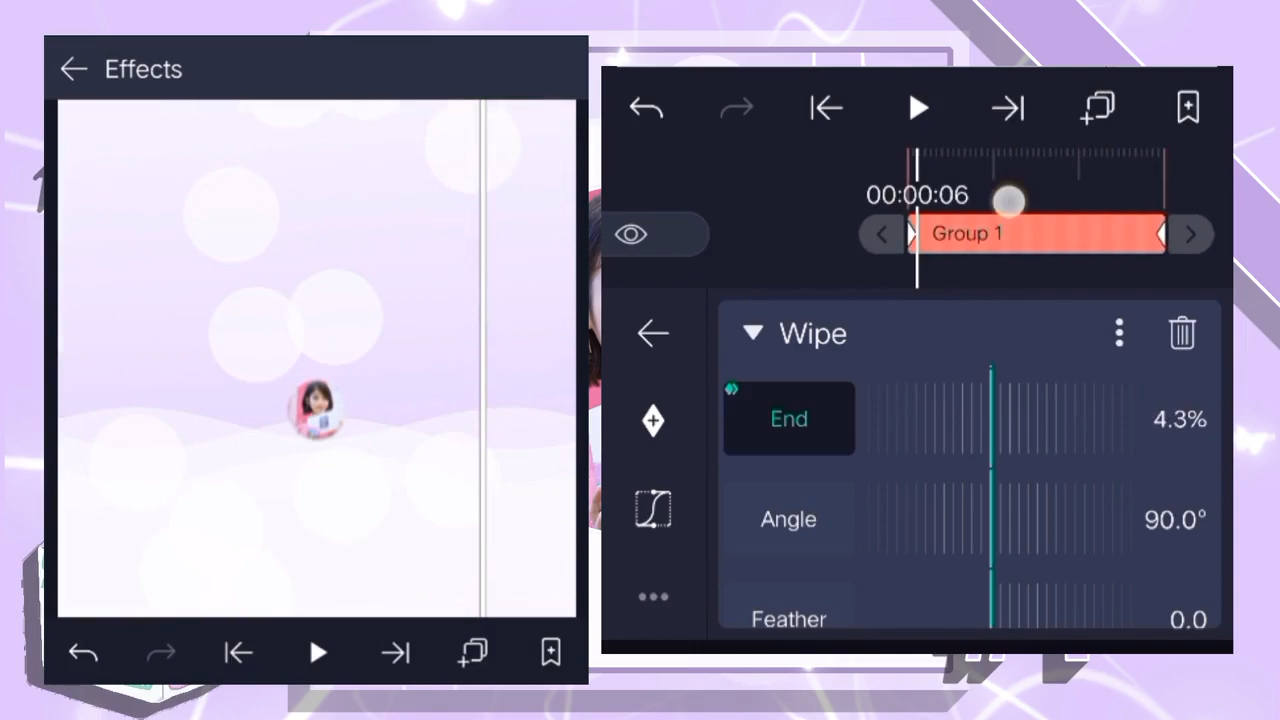 Effects
00:00:06
Group 1
Wipe
End
4.3%
Angle
90.0°
Feather
0.0